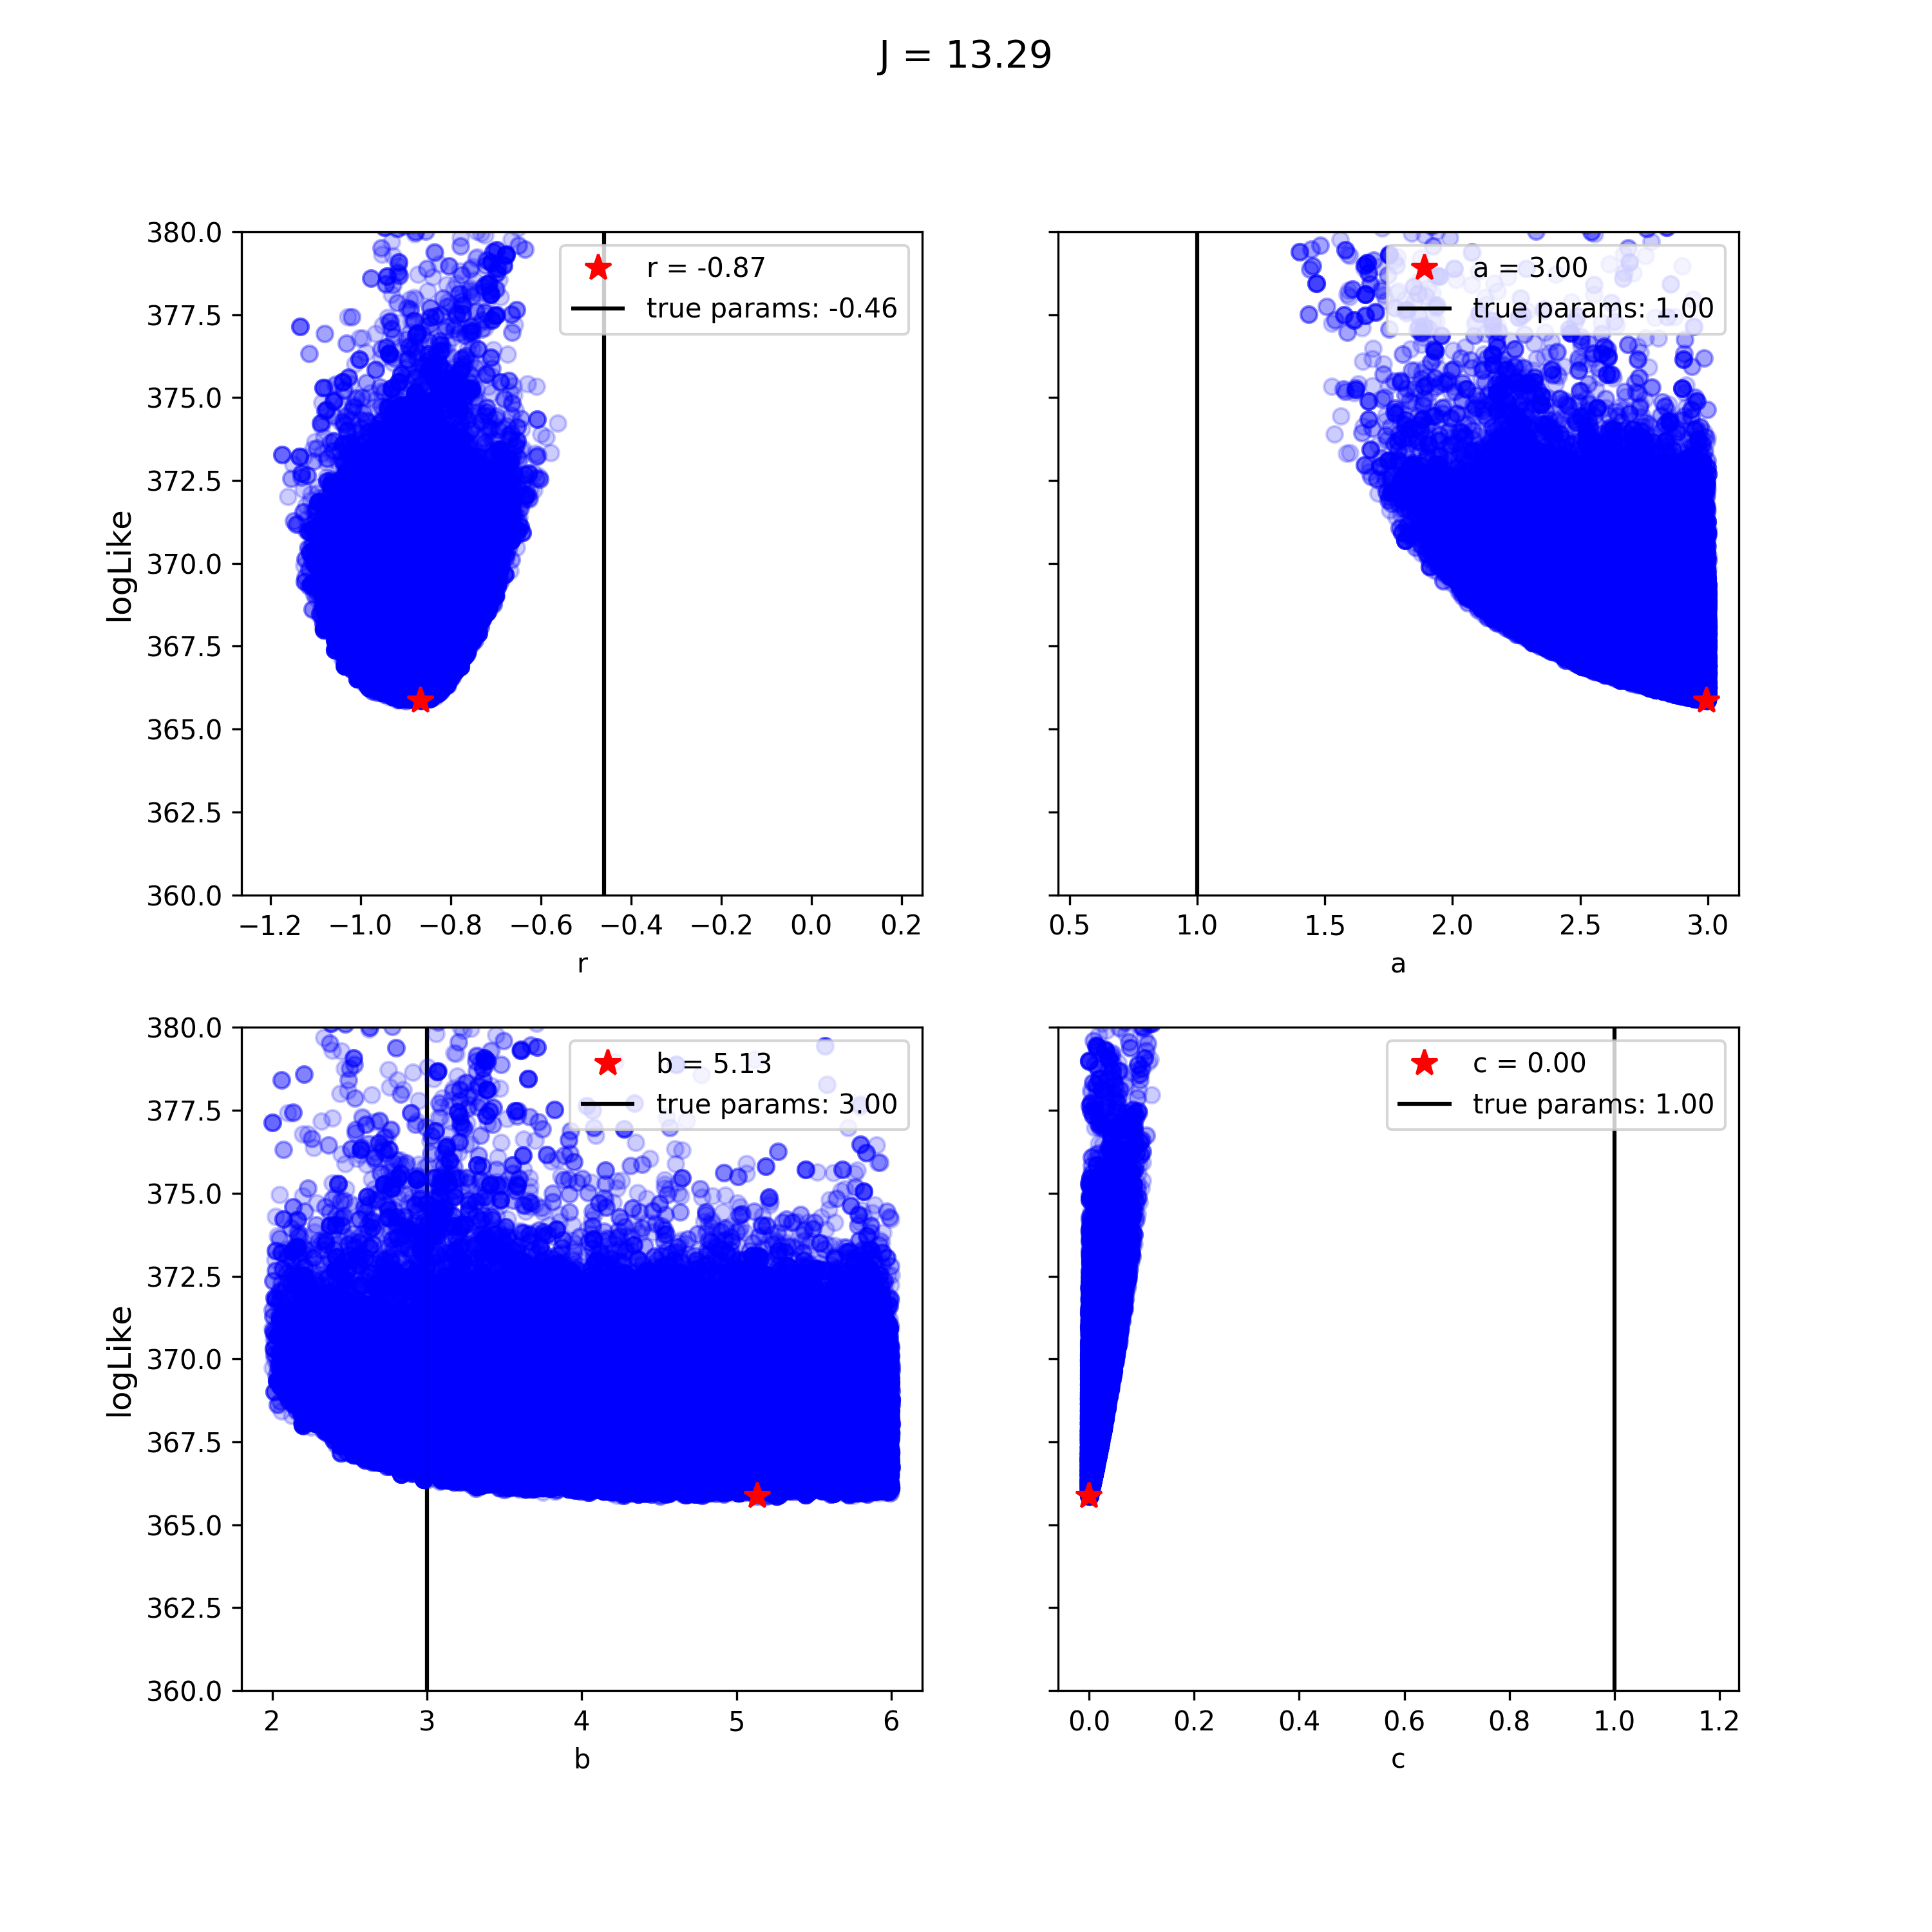 J = 13.29
380.0
377.5
375.0
372.5
370.0
367.5
365.0
362.5
360.0
logLike
r = -0.87
true params: -0.46
−1.2 −1.0 −0.8 −0.6 −0.4 −0.2 0.0 0.2
r
a = 3.00
true params: 1.00
0.5 1.0 1.5 2.0 2.5 3.0
a
380.0
377.5
375.0
372.5
370.0
367.5
365.0
362.5
360.0
logLike
b = 5.13
true params: 3.00
2 3 4 5 6
b
c = 0.00
true params: 1.00
0.0 0.2 0.4 0.6 0.8 1.0 1.2
c